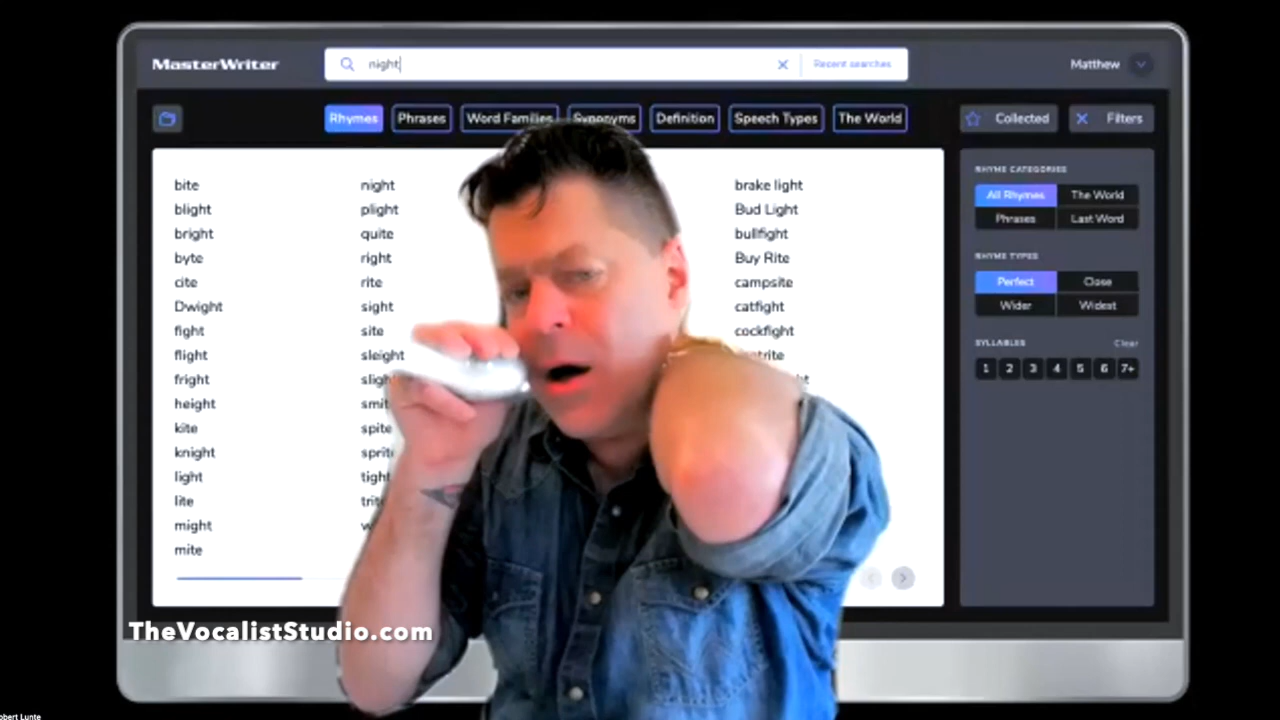 MasterWriter
night
Recent searches
Matthew
Rhymes
Phrases
Word Families
Synonyms
Definition
Speech Types
The World
Collected
Filters
bite
blight
bright
byte
cite
Dwight
fight
flight
fright
height
kite
knight
light
lite
might
mite
night
plight
quite
right
rite
sight
site
sleight
brake light
Bud Light
bullfight
Buy Rite
campsite
catfight
cockfight
RHYME CATEGORIES
All Rhymes
The World
Phrases
Last Word
RHYME TYPES
Perfect
Close
Wider
Widest
SYLLABLES
Clear
1 2 3 4 5 6 7+
TheVocalistStudio.com
obert Lunte